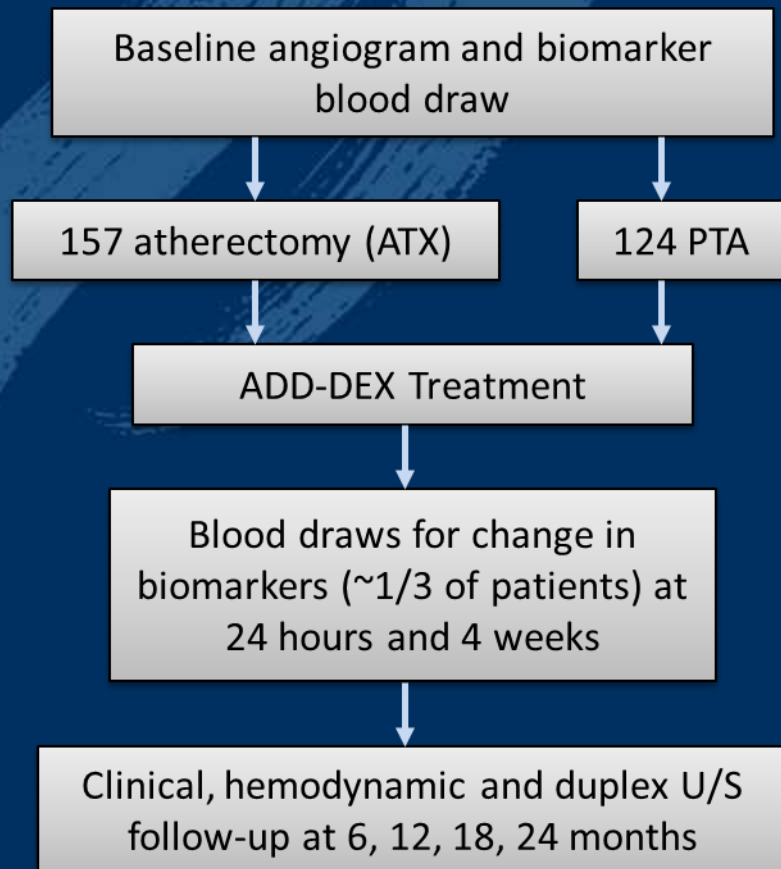 Baseline angiogram and biomarker
blood draw
157 atherectomy (ATX)
124 PTA
ADD-DEX Treatment
Blood draws for change in
biomarkers (~1/3 of patients) at
24 hours and 4 weeks
Clinical, hemodynamic and duplex U/S
follow-up at 6, 12, 18, 24 months